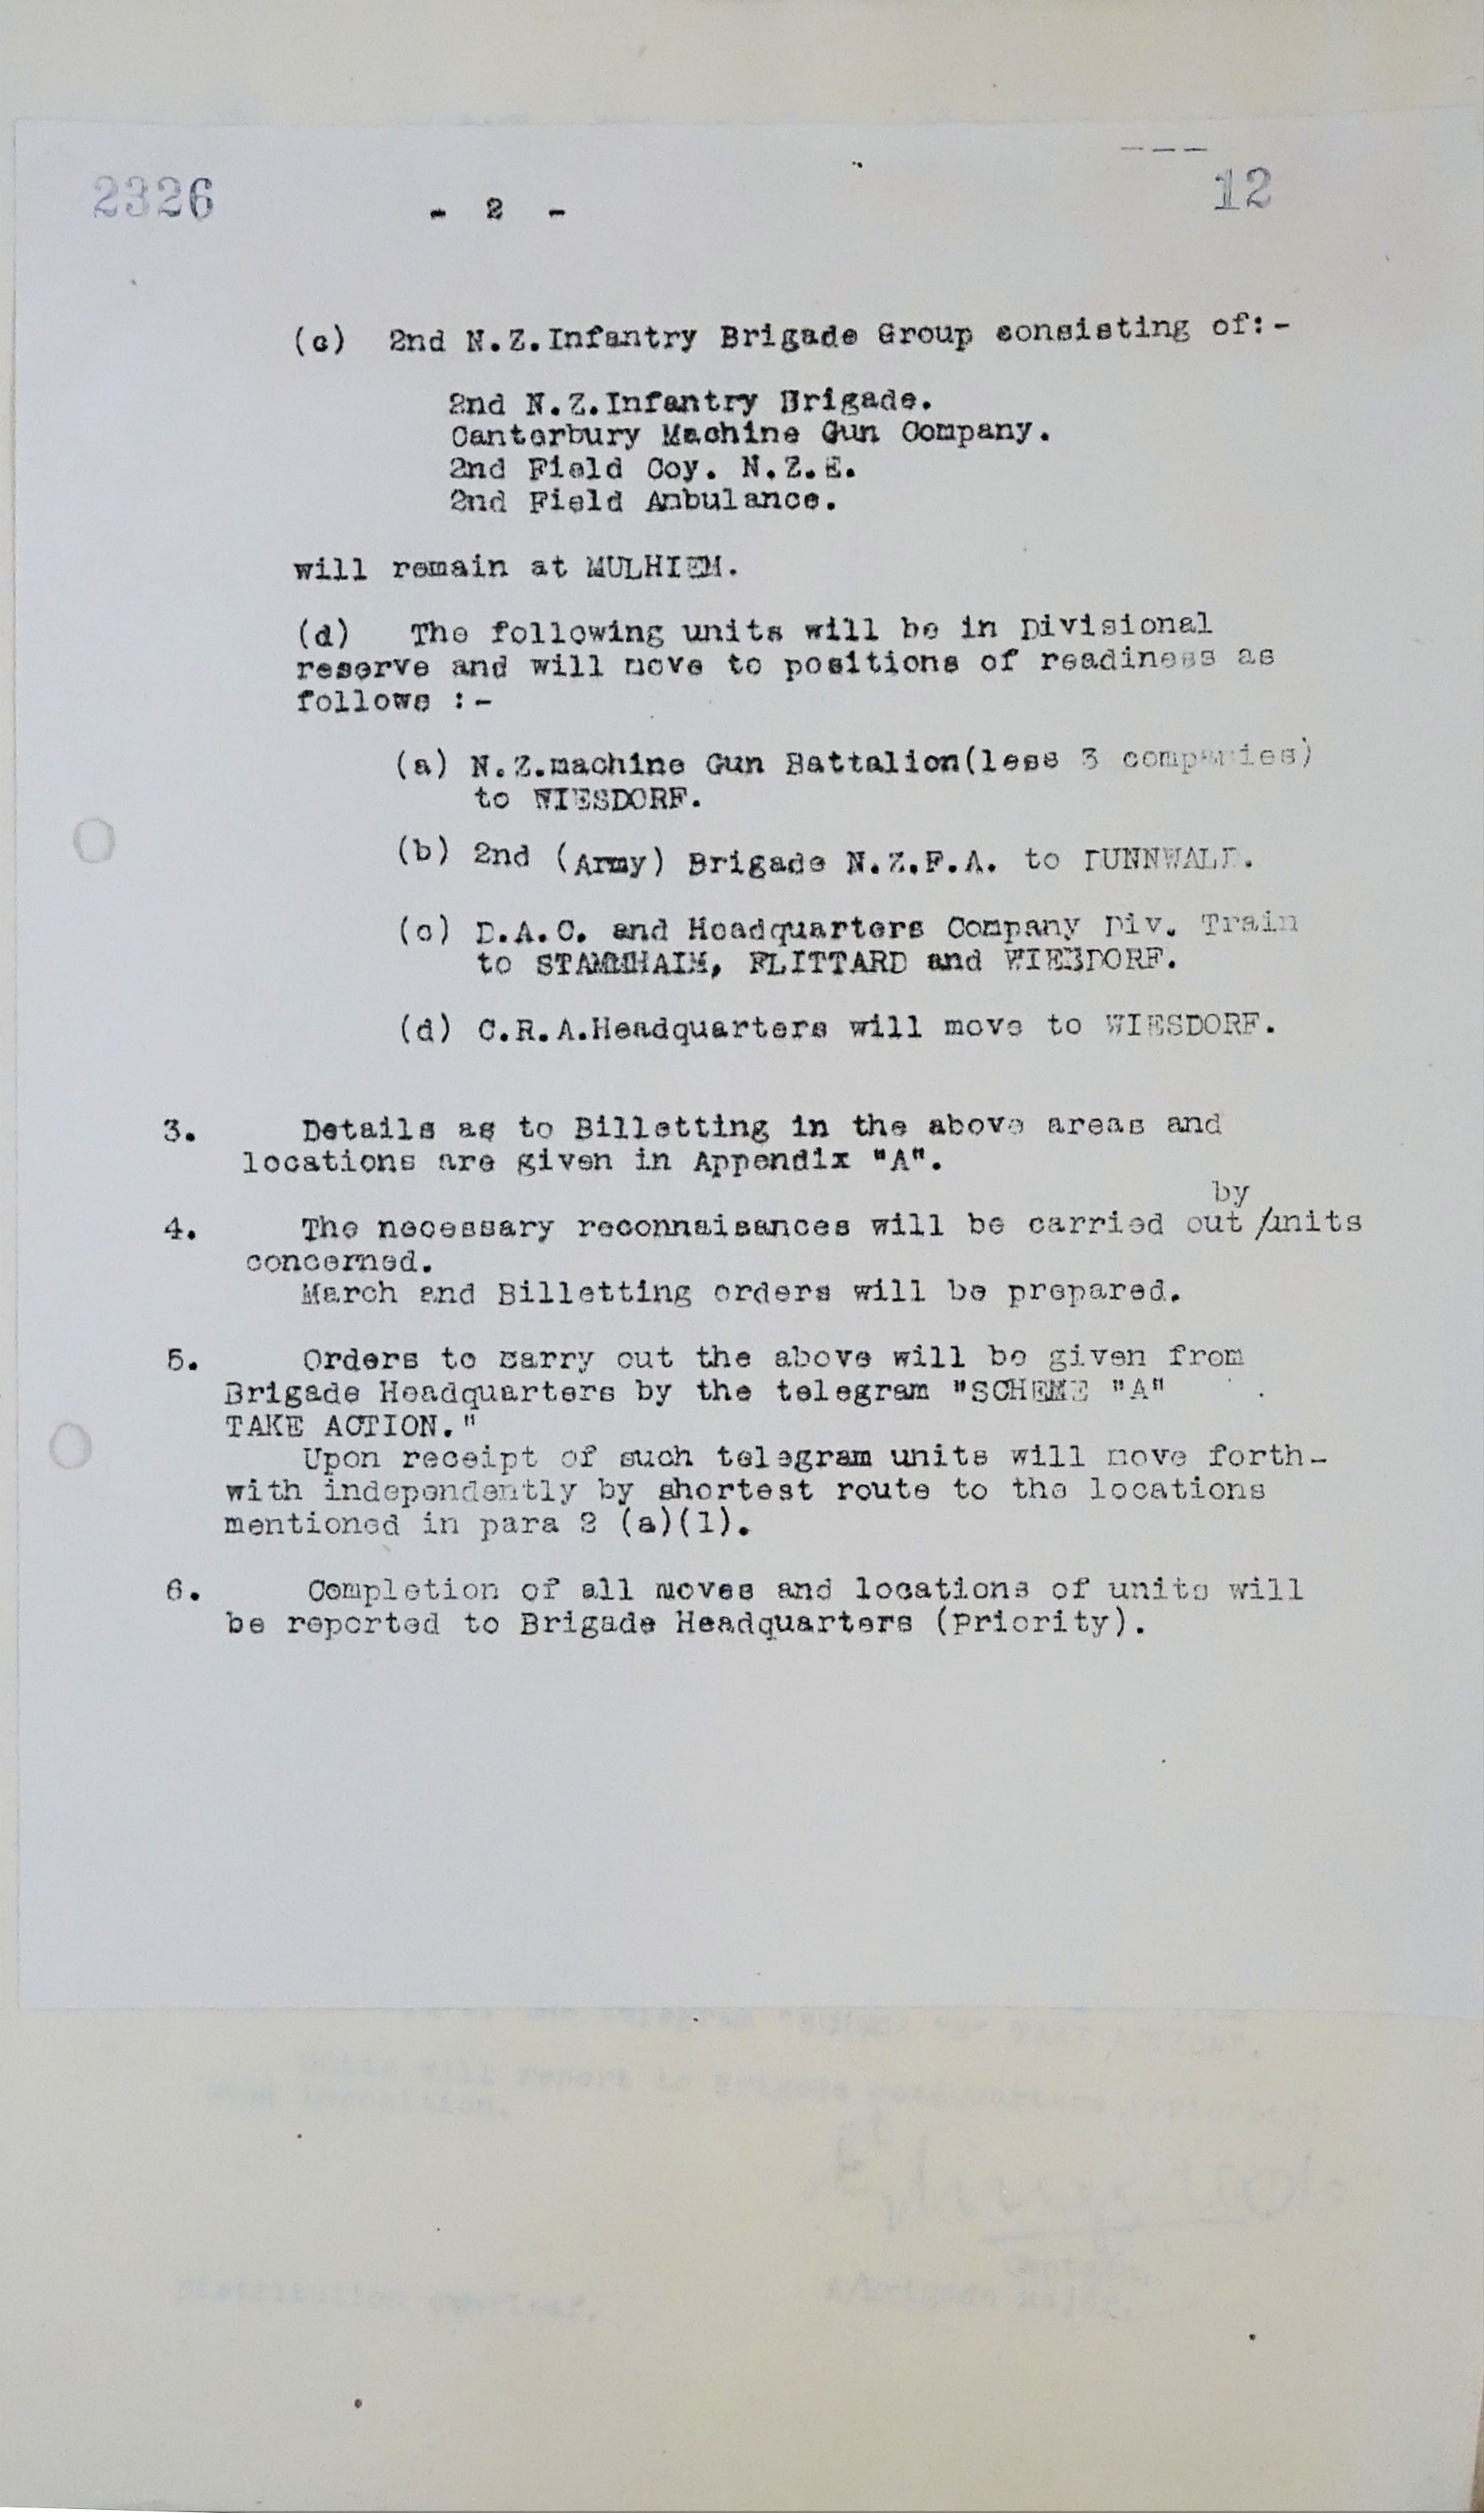 2326
- 2 -
12
(c) 2nd N.Z.Infantry Brigade Group consisting of:-
2nd N.Z.Infantry Brigade.
Canterbury Machine Gun Company.
2nd Field Coy. N.Z.E.
2nd Field Ambulance.
will remain at MULHIEM.
(d) The following units will be in Divisional
reserve and will move to positions of readiness as
follows :-
(a) N.Z.machine Gun Battalion(less 3 companies)
to WIESDORF.
(b) 2nd (Army) Brigade N.Z.F.A. to DUNNWALD.
(c) D.A.C. and Headquarters Company Div. Train
to STAMMHAIM, FLITTARD and WIESDORF.
(d) C.R.A.Headquarters will move to WIESDORF.
3. Details as to Billetting in the above areas and
locations are given in Appendix "A".
by
4. The necessary reconnaisances will be carried out /units
concerned.
March and Billetting orders will be prepared.
5. Orders to carry out the above will be given from
Brigade Headquarters by the telegram "SCHEME "A"
TAKE ACTION."
Upon receipt of such telegram units will move forth-
with independently by shortest route to the locations
mentioned in para 2 (a)(1).
6. Completion of all moves and locations of units will
be reported to Brigade Headquarters (Priority).